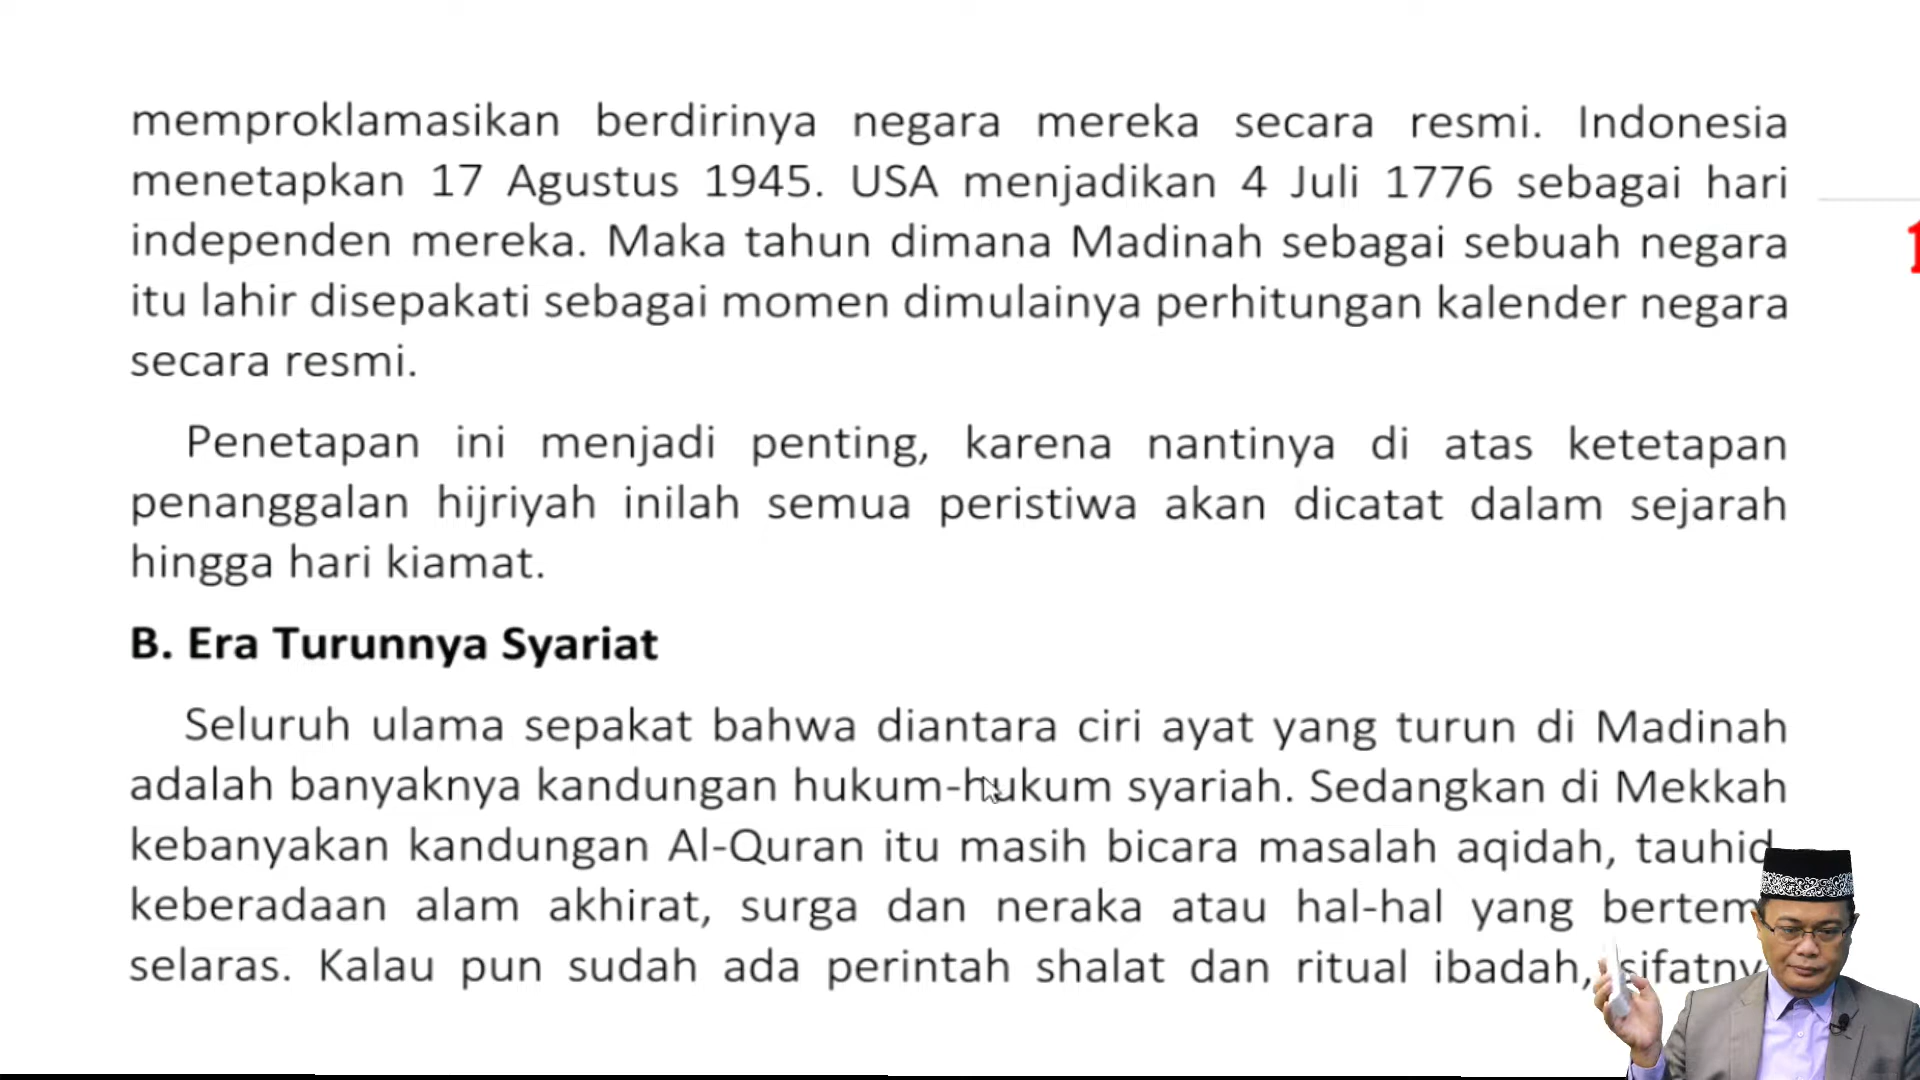 memproklamasikan berdirinya negara mereka secara resmi. Indonesia
menetapkan 17 Agustus 1945. USA menjadikan 4 Juli 1776 sebagai hari
independen mereka. Maka tahun dimana Madinah sebagai sebuah negara
itu lahir disepakati sebagai momen dimulainya perhitungan kalender negara
secara resmi.
Penetapan ini menjadi penting, karena nantinya di atas ketetapan
penanggalan hijriyah inilah semua peristiwa akan dicatat dalam sejarah
hingga hari kiamat.
B. Era Turunnya Syariat
Seluruh ulama sepakat bahwa diantara ciri ayat yang turun di Madinah
adalah banyaknya kandungan hukum-hukum syariah. Sedangkan di Mekkah
kebanyakan kandungan Al-Quran itu masih bicara masalah aqidah, tauhid
keberadaan alam akhirat, surga dan neraka atau hal-hal yang
selaras. Kalau pun sudah ada perintah shalat dan ritual ibadah,